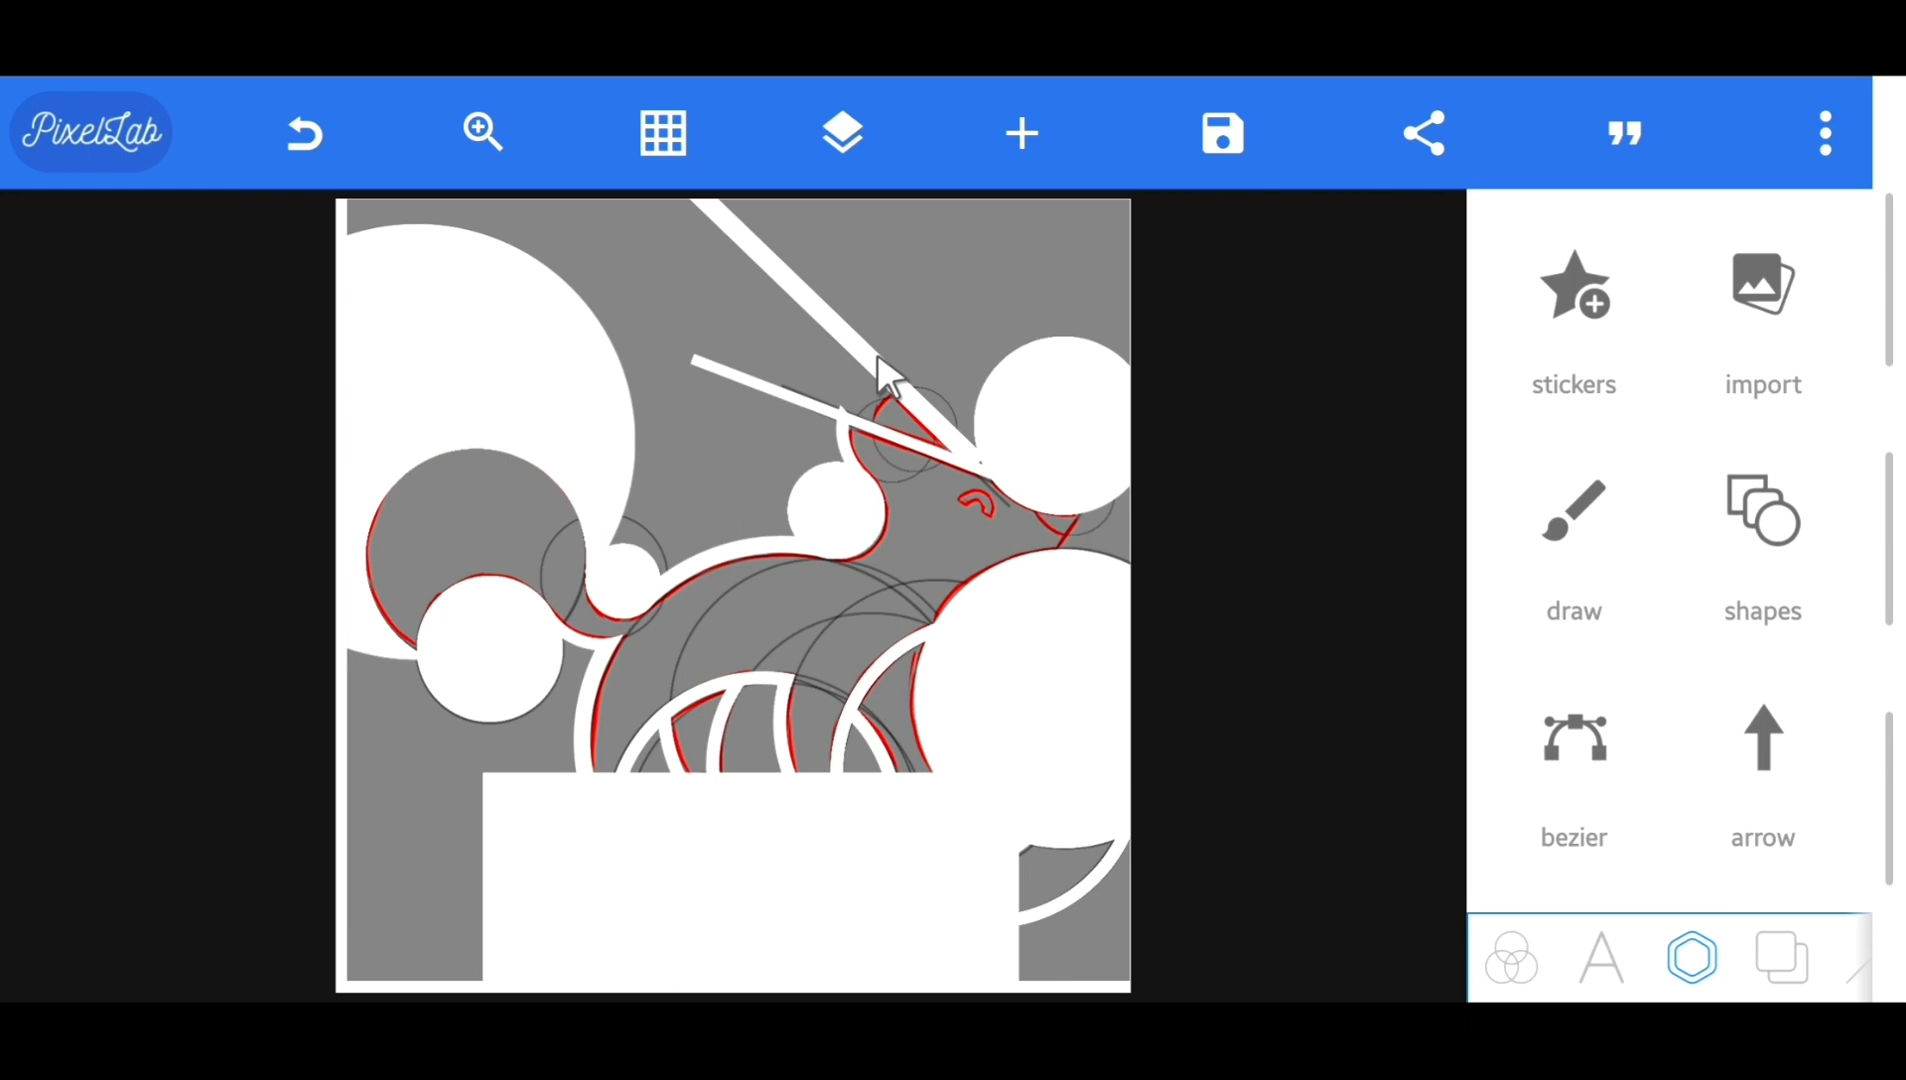 PixelLab
stickers
import
draw
shapes
bezier
arrow